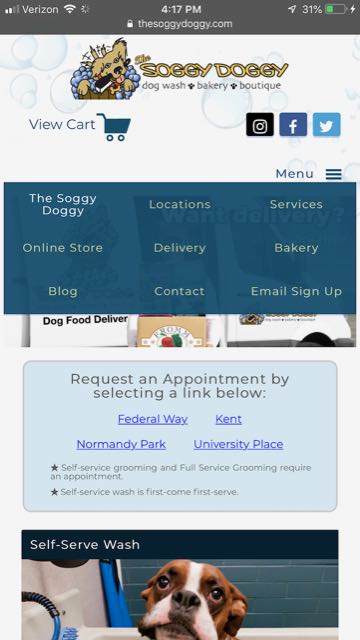 Verizon 4:17 PM 31%
thesoggydoggy.com
The
SOGGY DOGGY
dog wash bakery boutique
View Cart
Menu
Want delivery?
The Soggy Doggy Locations Services
Online Store Delivery Bakery
Blog Contact Email Sign Up
Dog Food Deliver
FROMM
Request an Appointment by
selecting a link below:
Federal Way Kent
Normandy Park University Place
★ Self-service grooming and Full Service Grooming require
an appointment.
★ Self-service wash is first-come first-serve.
Self-Serve Wash